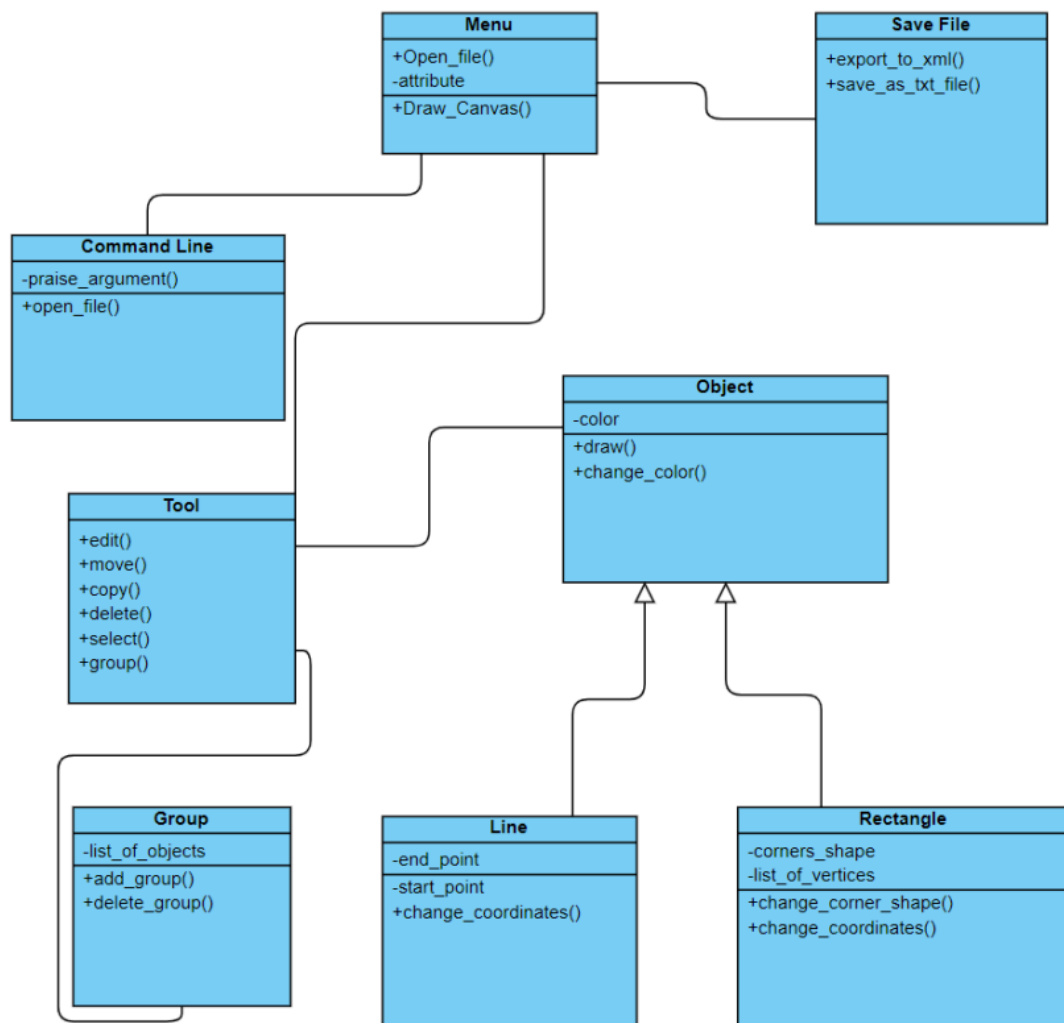 Menu
+Open_file()
-attribute
+Draw_Canvas()
Save File
+export_to_xml()
+save_as_txt_file()
Command Line
-praise_argument()
+open_file()
Object
-color
+draw()
+change_color()
Tool
+edit()
+move()
+copy()
+delete()
+select()
+group()
Group
-list_of_objects
+add_group()
+delete_group()
Line
-end_point
-start_point
+change_coordinates()
Rectangle
-corners_shape
-list_of_vertices
+change_corner_shape()
+change_coordinates()